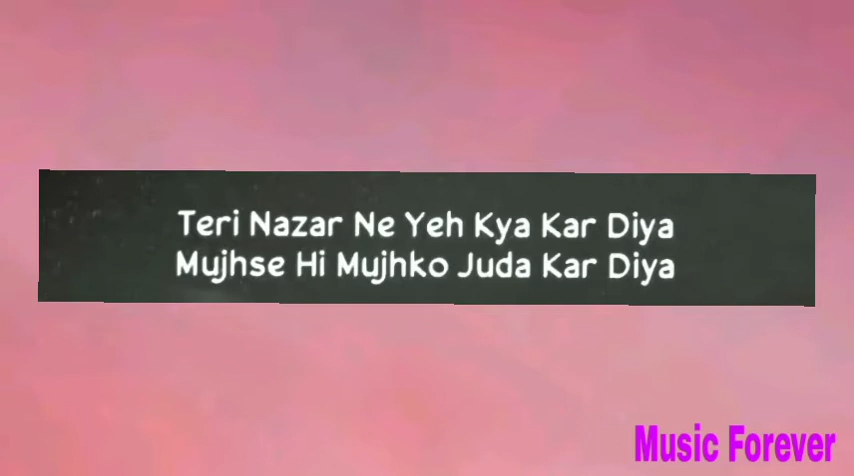 Teri Nazar Ne Yeh Kya Kar Diya
Mujhse Hi Mujhko Juda Kar Diya
Music Forever